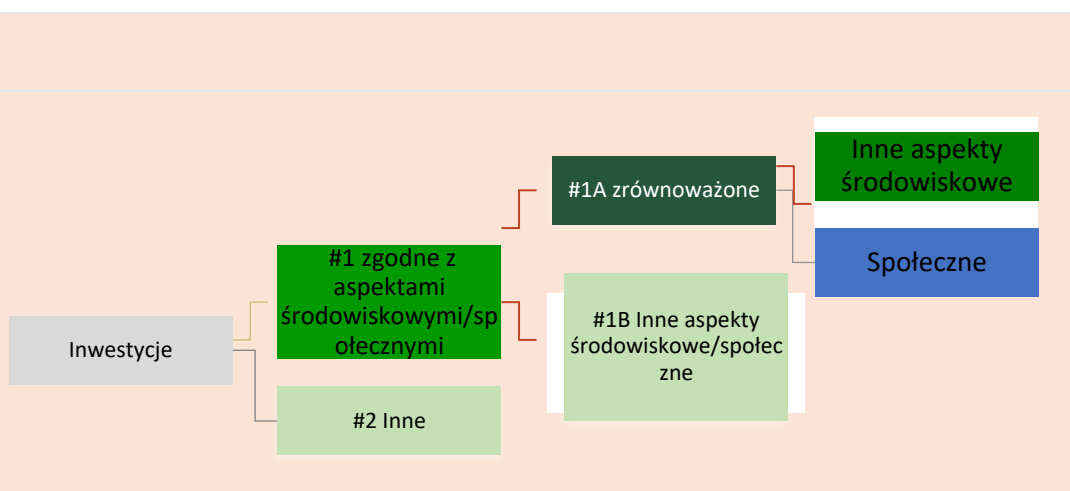 Inwestycje
#1 zgodne z
aspektami
środowiskowymi/sp
ołecznymi
#2 Inne
#1A zrównoważone
#1B Inne aspekty
środowiskowe/społec
zne
Inne aspekty
środowiskowe
Społeczne